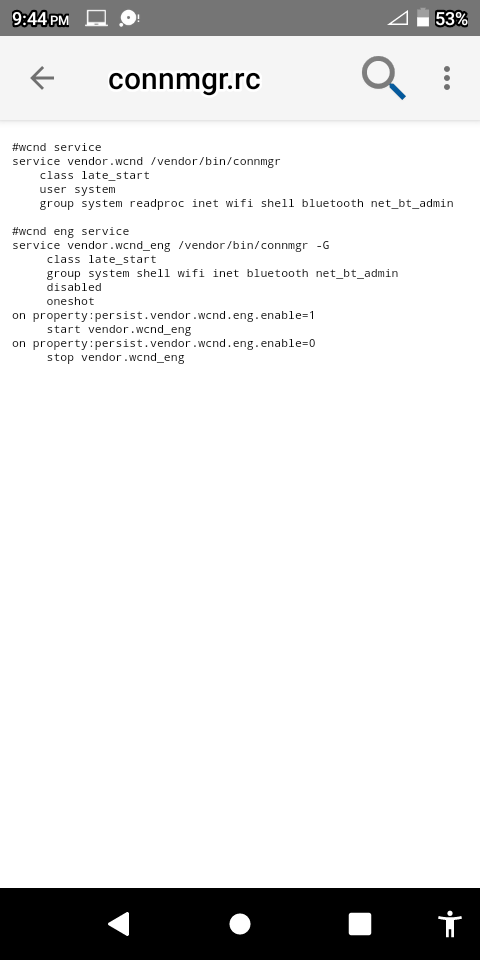 9:44 PM
53%
connmgr.rc
#wcnd service
service vendor.wcnd /vendor/bin/connmgr
    class late_start
    user system
    group system readproc inet wifi shell bluetooth net_bt_admin

#wcnd eng service
service vendor.wcnd_eng /vendor/bin/connmgr -G
     class late_start
     group system shell wifi inet bluetooth net_bt_admin
     disabled
     oneshot
on property:persist.vendor.wcnd.eng.enable=1
     start vendor.wcnd_eng
on property:persist.vendor.wcnd.eng.enable=0
     stop vendor.wcnd_eng